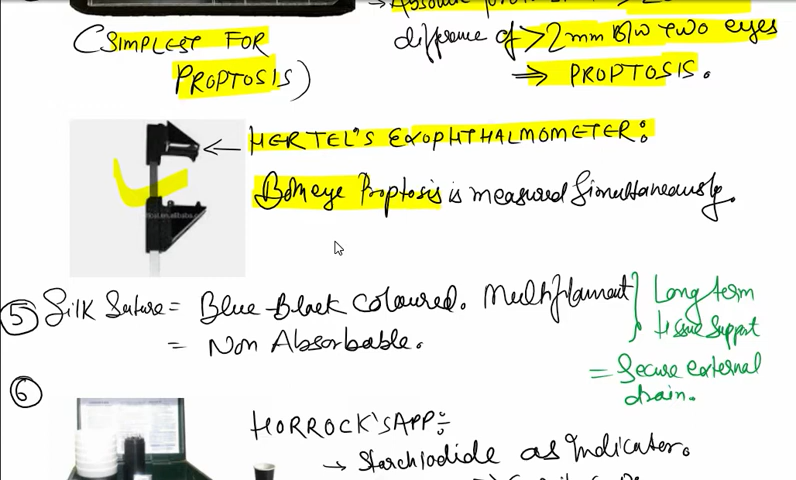 → Absolute
difference of >2mm B/W two eyes
⇒ PROPTOSIS.
(SIMPLEST FOR
PROPTOSIS)
← HERTEL'S EXOPHTHALMOMETER:
Both eye Proptosis is measured Simultaneously.
⑤ Silk Suture = Blue-Black Coloured. Multifilament
= Non Absorbable.
Long term
tissue support
= Secure external
drain.
⑥
HORROCK'S APP:
→ Starch Iodide as Indicator.